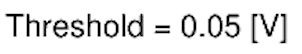 Threshold = 0.05 [V]